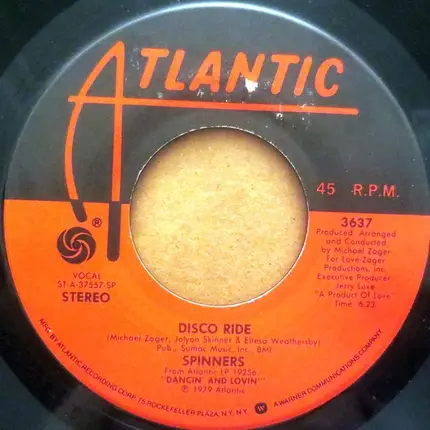 ATLANTIC
®
45 R.P.M.
3637
Produced, Arranged
and Conducted
by Michael Zager
for Love-Zager
Productions, Inc.
Executive Producer
Jerry Love
"A Product Of Love"
Time 6:23
VOCAL
ST-A-37557-SP
STEREO
DISCO RIDE
(Michael Zager, Jolyon Skinner & Eltesa Weathersby)
Pub., Sumac Music, Inc., BMI
SPINNERS
From Atlantic LP 19256
"DANCIN' AND LOVIN'"
℗ 1979 Atlantic
MFG. BY ATLANTIC RECORDING CORP., 75 ROCKEFELLER PLAZA, N.Y., N.Y. A WARNER COMMUNICATIONS COMPANY